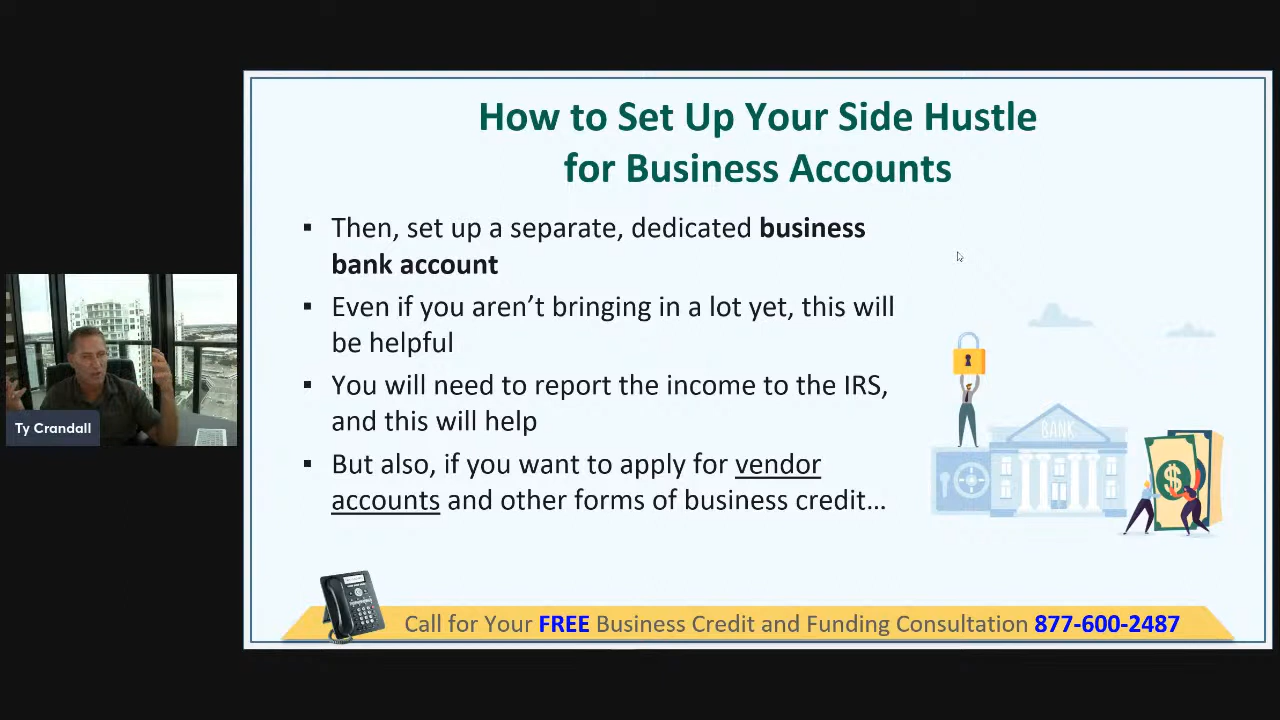 How to Set Up Your Side Hustle
for Business Accounts
▪ Then, set up a separate, dedicated business
bank account
▪ Even if you aren’t bringing in a lot yet, this will
be helpful
▪ You will need to report the income to the IRS,
and this will help
▪ But also, if you want to apply for vendor
accounts and other forms of business credit…
BANK
Ty Crandall
Call for Your FREE Business Credit and Funding Consultation 877-600-2487